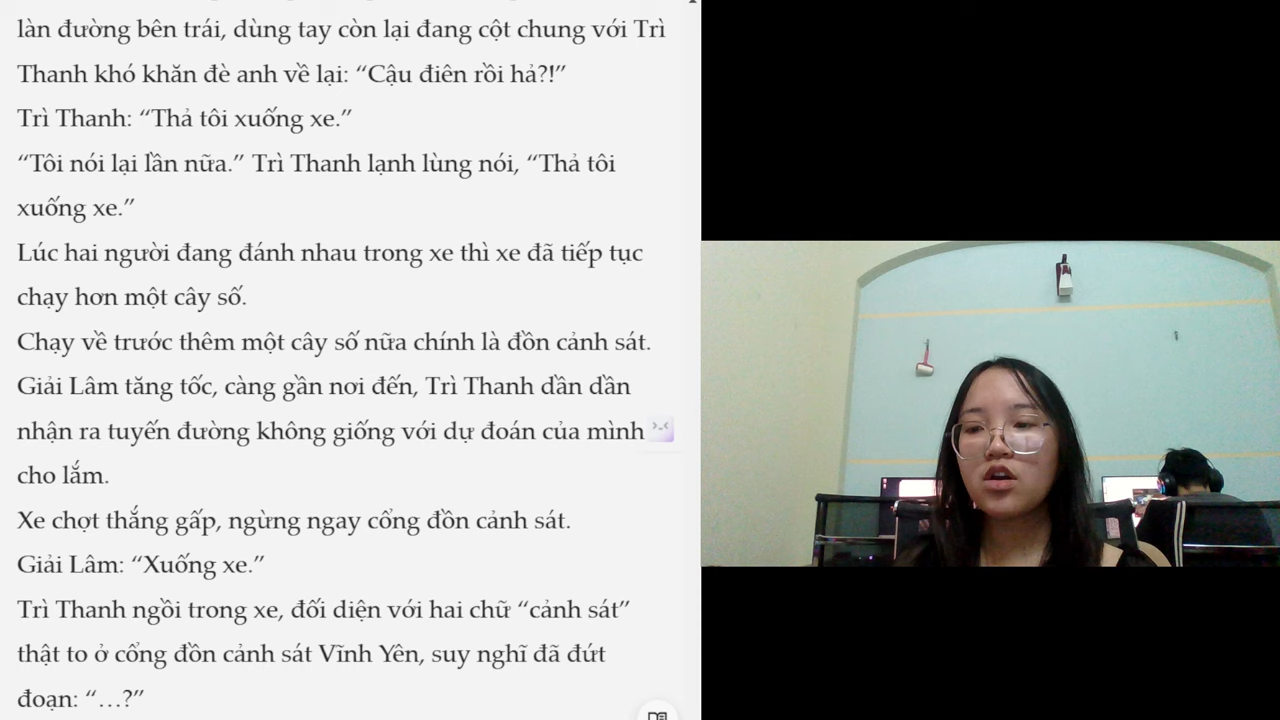 làn đường bên trái, dùng tay còn lại đang cột chung với Trì
Thanh khó khăn đè anh về lại: “Cậu điên rồi hả?!”
Trì Thanh: “Thả tôi xuống xe.”
“Tôi nói lại lần nữa.” Trì Thanh lạnh lùng nói, “Thả tôi
xuống xe.”
Lúc hai người đang đánh nhau trong xe thì xe đã tiếp tục
chạy hơn một cây số.
Chạy về trước thêm một cây số nữa chính là đồn cảnh sát.
Giải Lâm tăng tốc, càng gần nơi đến, Trì Thanh dần dần
nhận ra tuyến đường không giống với dự đoán của mình
cho lắm.
Xe chợt thắng gấp, ngừng ngay cổng đồn cảnh sát.
Giải Lâm: “Xuống xe.”
Trì Thanh ngồi trong xe, đối diện với hai chữ “cảnh sát”
thật to ở cổng đồn cảnh sát Vĩnh Yên, suy nghĩ đã đứt
đoạn: “…?”